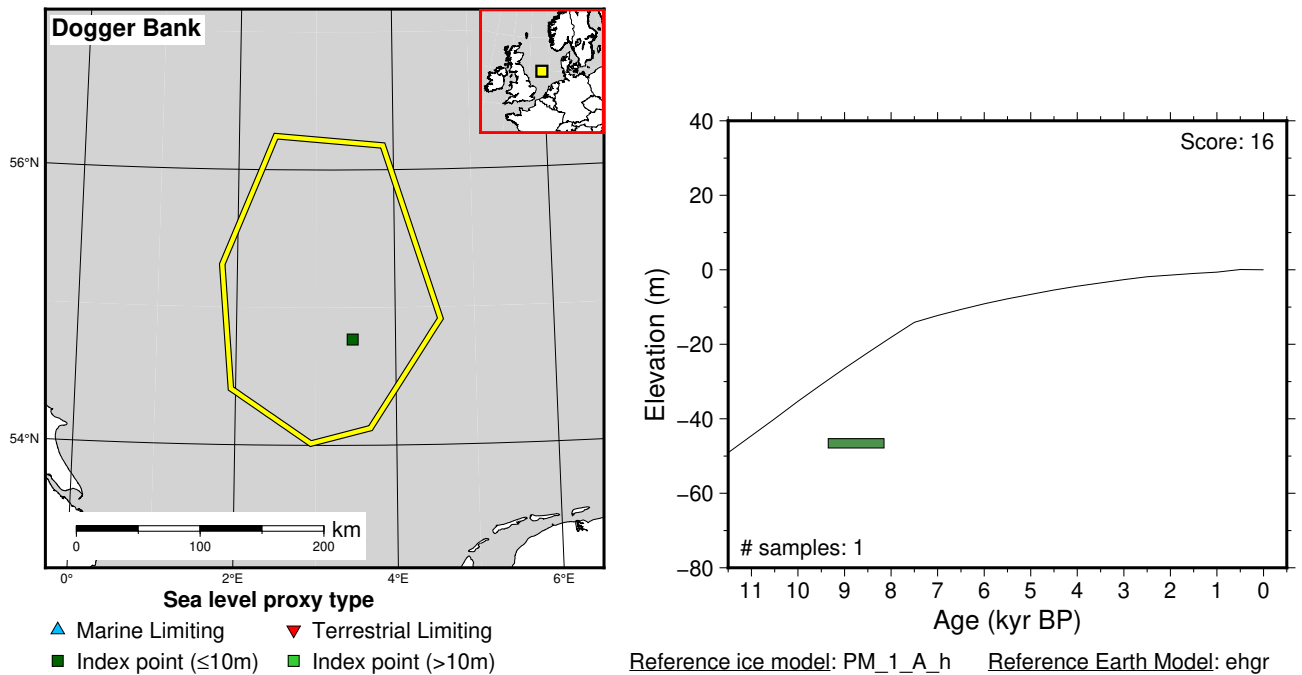 Dogger Bank
56°N
54°N
km
0 100 200
0° 2°E 4°E 6°E
Sea level proxy type
Marine Limiting
Terrestrial Limiting
Index point (≤10m)
Index point (>10m)
Score: 16
40
20
0
−20
−40
−60
−80
Elevation (m)
# samples: 1
11 10 9 8 7 6 5 4 3 2 1 0
Age (kyr BP)
Reference ice model: PM_1_A_h Reference Earth Model: ehgr